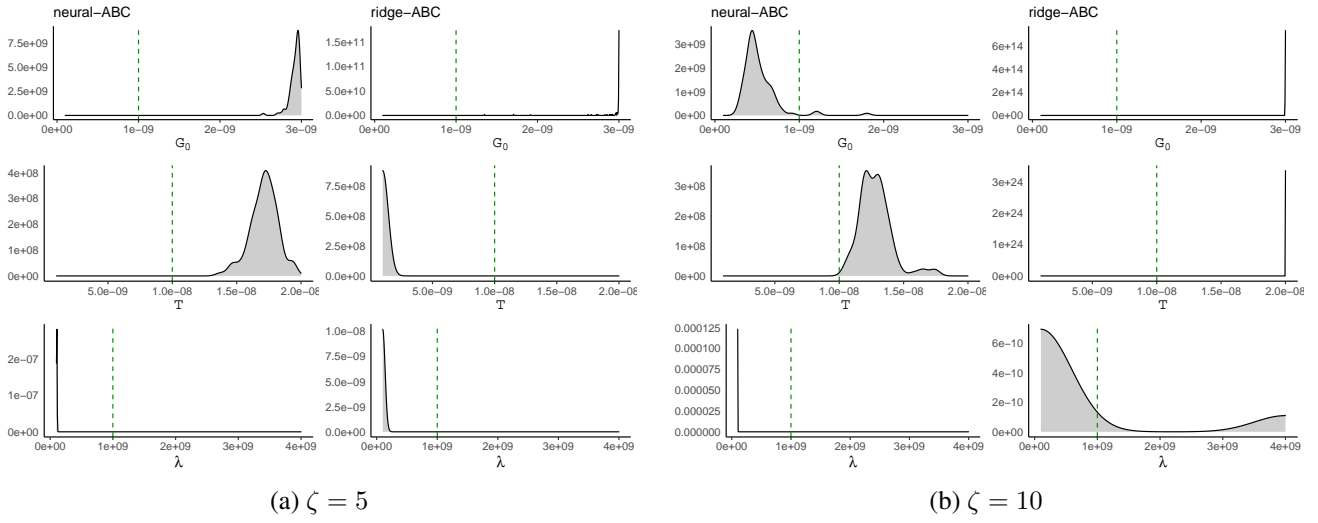 neural−ABC
ridge−ABC
neural−ABC
ridge−ABC
7.5e+09
5.0e+09
2.5e+09
0.0e+00
0e+00 1e−09 2e−09 3e−09
G0
1.5e+11
1.0e+11
5.0e+10
0.0e+00
0e+00 1e−09 2e−09 3e−09
G0
3e+09
2e+09
1e+09
0e+00
0e+00 1e−09 2e−09 3e−09
G0
6e+14
4e+14
2e+14
0e+00
0e+00 1e−09 2e−09 3e−09
G0
4e+08
3e+08
2e+08
1e+08
0e+00
5.0e−09 1.0e−08 1.5e−08 2.0e−08
T
7.5e+08
5.0e+08
2.5e+08
0.0e+00
5.0e−09 1.0e−08 1.5e−08 2.0e−08
T
3e+08
2e+08
1e+08
0e+00
5.0e−09 1.0e−08 1.5e−08 2.0e−08
T
3e+24
2e+24
1e+24
0e+00
5.0e−09 1.0e−08 1.5e−08 2.0e−08
T
2e−07
1e−07
0e+00
0e+00 1e+09 2e+09 3e+09 4e+09
λ
1.0e−08
7.5e−09
5.0e−09
2.5e−09
0.0e+00
0e+00 1e+09 2e+09 3e+09 4e+09
λ
0.000125
0.000100
0.000075
0.000050
0.000025
0.000000
0e+00 1e+09 2e+09 3e+09 4e+09
λ
6e−10
4e−10
2e−10
0e+00
0e+00 1e+09 2e+09 3e+09 4e+09
λ
(a) ζ = 5
(b) ζ = 10